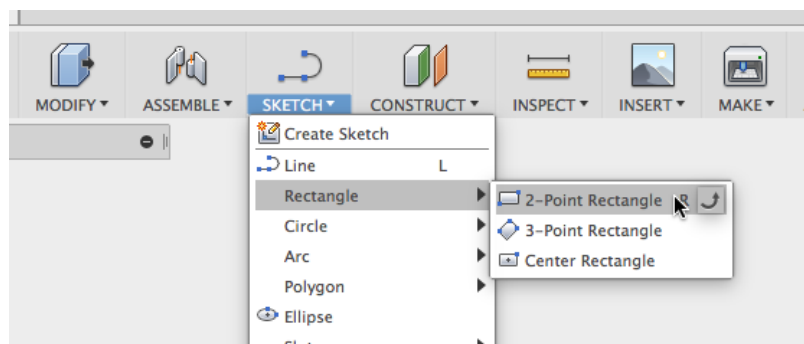 MODIFY ASSEMBLE SKETCH CONSTRUCT INSPECT INSERT MAKE
Create Sketch
Line L
Rectangle
2-Point Rectangle R
Circle
3-Point Rectangle
Arc
Center Rectangle
Polygon
Ellipse